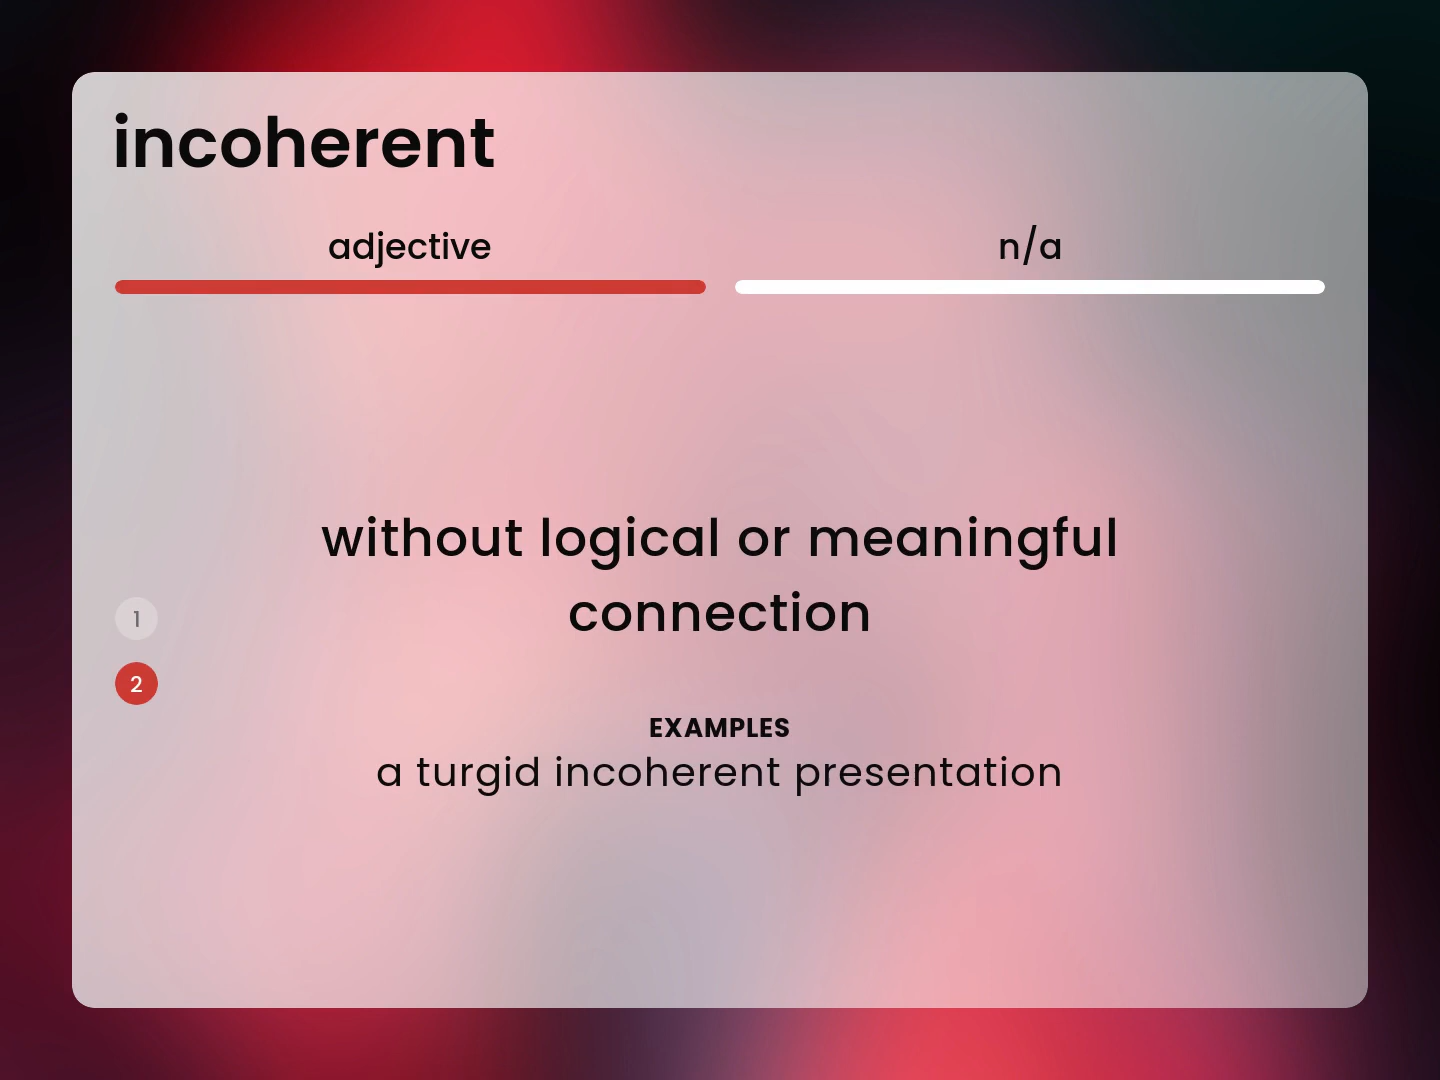 incoherent
adjective
n/a
without logical or meaningful
connection
1
2
EXAMPLES
a turgid incoherent presentation